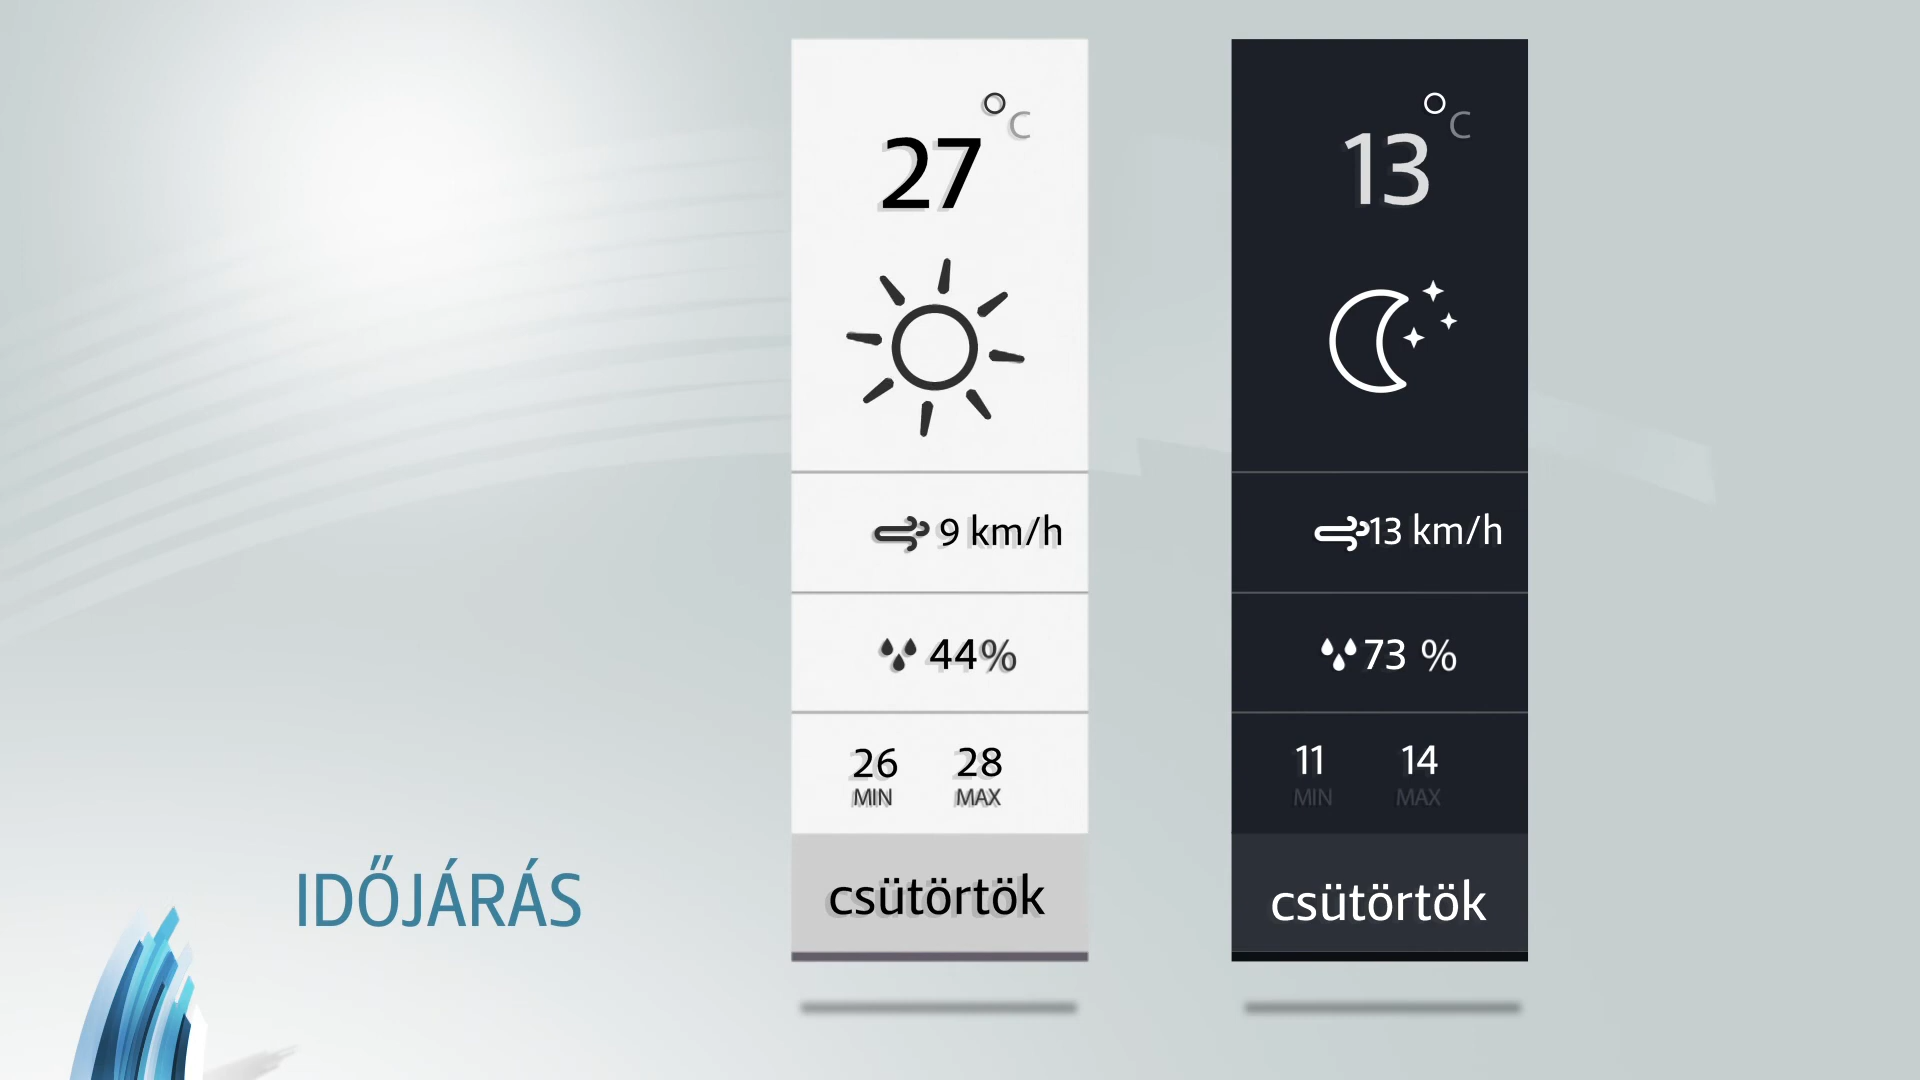 27 °C
9 km/h
44%
26 28
MIN MAX
csütörtök
13 °C
13 km/h
73 %
11 14
MIN MAX
csütörtök
IDŐJÁRÁS